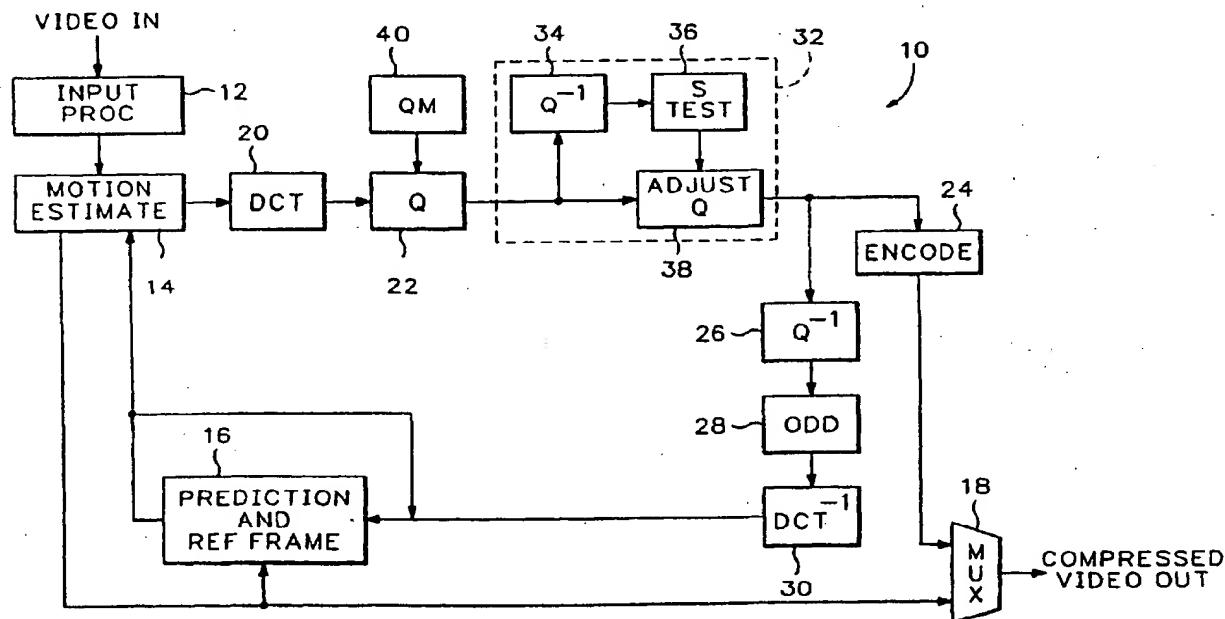 VIDEO IN
INPUT
PROC
12
MOTION
ESTIMATE
14
20
DCT
40
QM
Q
22
34
Q⁻¹
36
S
TEST
32
ADJUST
Q
38
10
24
ENCODE
26
Q⁻¹
28
ODD
DCT⁻¹
30
16
PREDICTION
AND
REF FRAME
18
MUX
COMPRESSED
VIDEO OUT